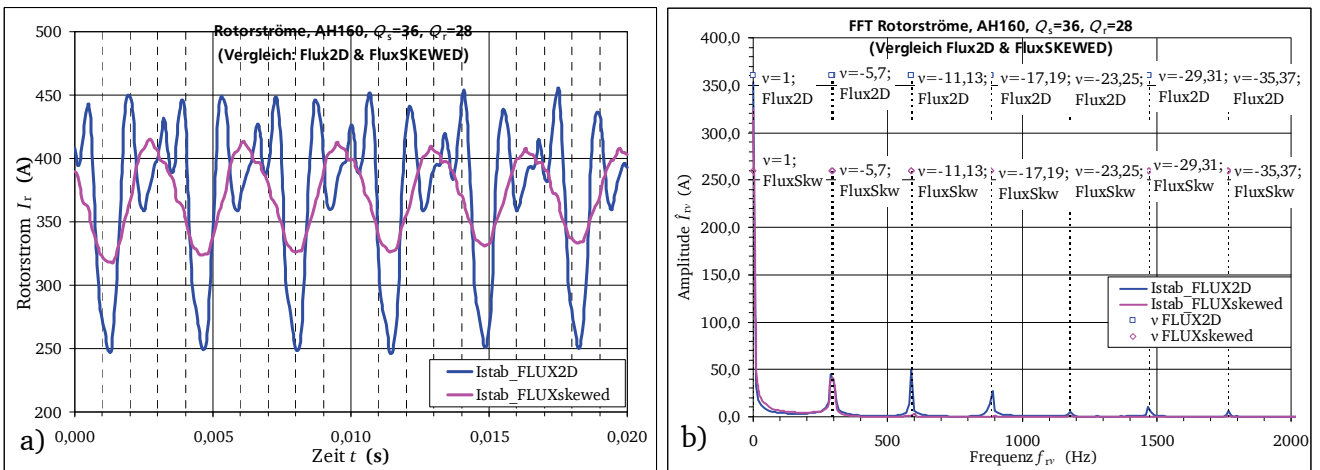 Rotorströme, AH160, Qs=36, Qr=28
(Vergleich: Flux2D & FluxSKEWED)
500
450
400
350
300
250
200
Rotorstrom Ir (A)
Istab_FLUX2D
Istab_FLUXskewed
a)
0,000 0,005 0,010 0,015 0,020
Zeit t (s)
FFT Rotorströme, AH160, Qs=36, Qr=28
(Vergleich Flux2D & FluxSKEWED)
400,0
350,0
300,0
250,0
200,0
150,0
100,0
50,0
0,0
Amplitude Îrν (A)
ν=1; ν=-5,7; ν=-11,13; ν=-17,19; ν=-23,25; ν=-29,31; ν=-35,37;
Flux2D Flux2D Flux2D Flux2D Flux2D Flux2D Flux2D
ν=1; ν=-5,7; ν=-11,13; ν=-17,19; ν=-23,25; ν=-29,31; ν=-35,37;
FluxSkw FluxSkw FluxSkw FluxSkw FluxSkw FluxSkw FluxSkw
Istab_FLUX2D
Istab_FLUXskewed
ν FLUX2D
ν FLUXskewed
b)
0 500 1000 1500 2000
Frequenz frν (Hz)